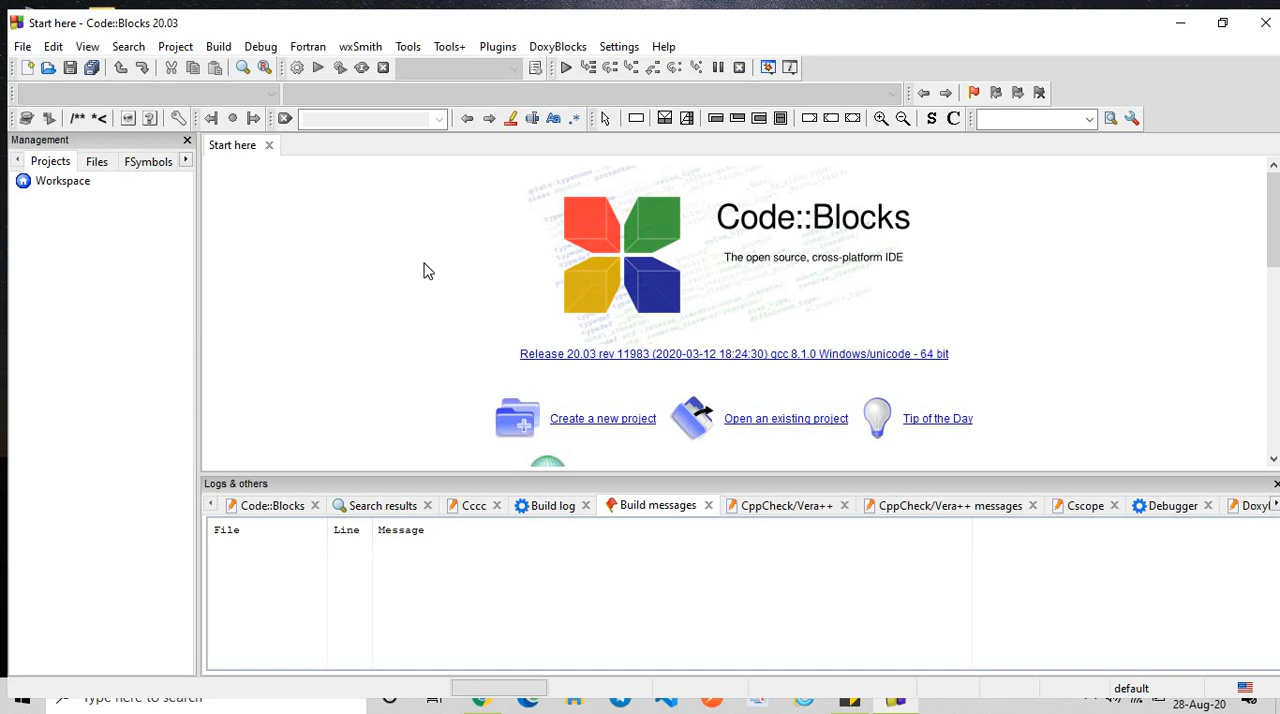 Start here - Code::Blocks 20.03
File Edit View Search Project Build Debug Fortran wxSmith Tools Tools+ Plugins DoxyBlocks Settings Help
/** *<
Aa .* S C
Management
Projects Files FSymbols
Workspace
Start here
Code::Blocks
The open source, cross-platform IDE
Release 20.03 rev 11983 (2020-03-12 18:24:30) gcc 8.1.0 Windows/unicode - 64 bit
Create a new project Open an existing project Tip of the Day
Logs & others
Code::Blocks Search results Cccc Build log Build messages CppCheck/Vera++ CppCheck/Vera++ messages Cscope Debugger Doxyl
File Line Message
default
Type here to search
28-Aug-20